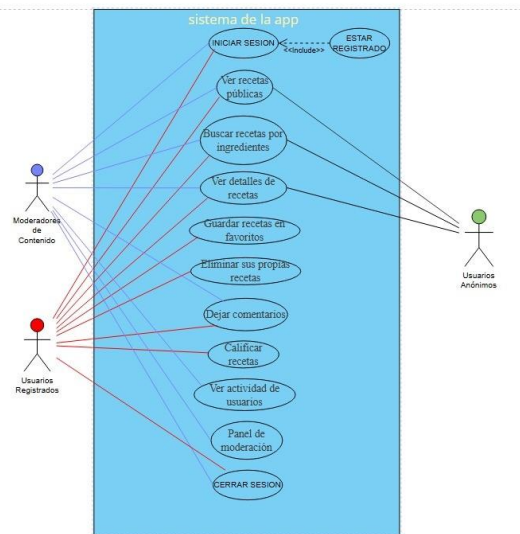 sistema de la app
INICIAR SESION
<<Include>>
ESTAR
REGISTRADO
Ver recetas
públicas
Buscar recetas por
ingredientes
Ver detalles de
recetas
Guardar recetas en
favoritos
Eliminar sus propias
recetas
Dejar comentarios
Calificar
recetas
Ver actividad de
usuarios
Panel de
moderación
CERRAR SESION
Moderadores
de
Contenido
Usuarios
Registrados
Usuarios
Anónimos